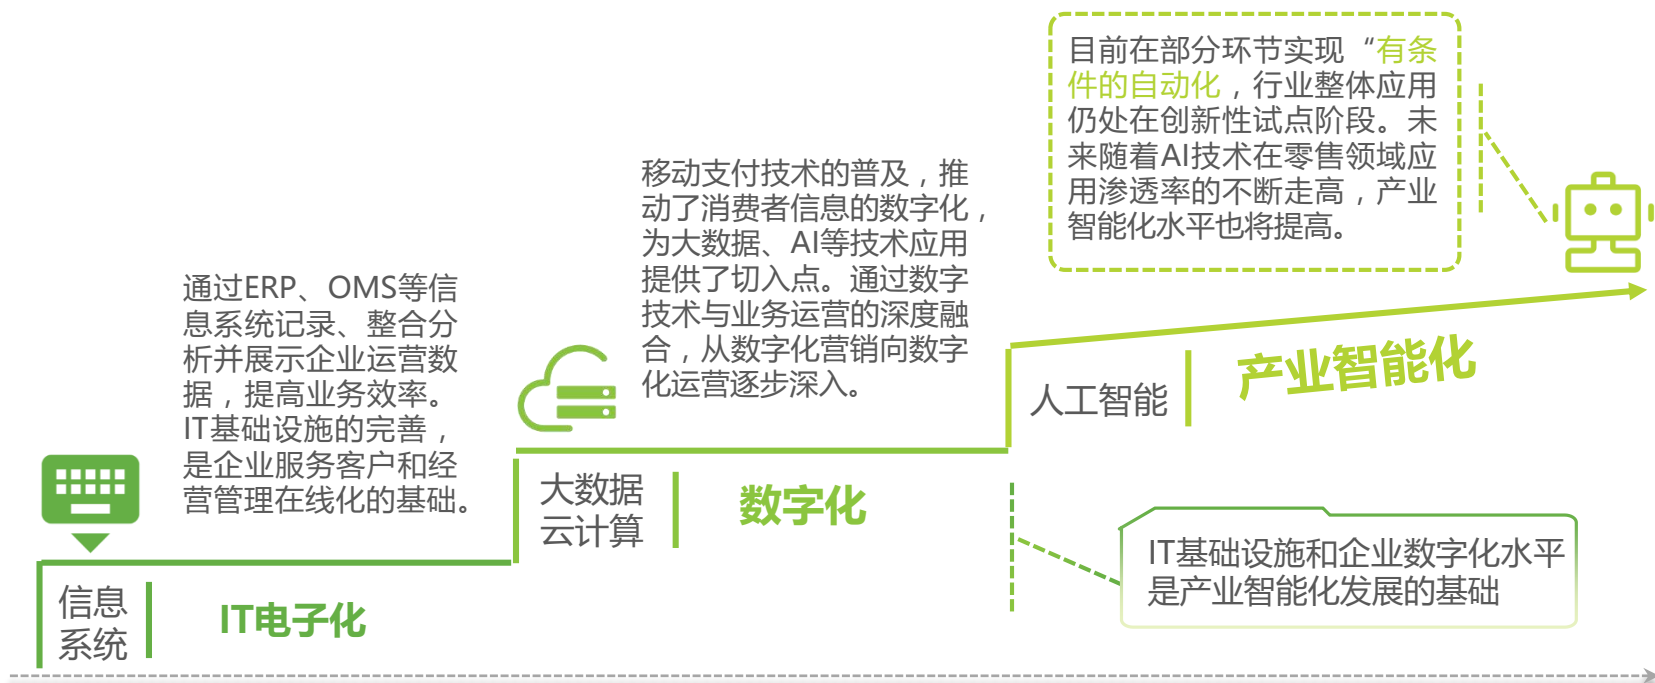 目前在部分环节实现“有条
件的自动化，行业整体应用
仍处在创新性试点阶段。未
来随着AI技术在零售领域应
用渗透率的不断走高，产业
智能化水平也将提高。
移动支付技术的普及，推
动了消费者信息的数字化，
为大数据、AI等技术应用
提供了切入点。通过数字
技术与业务运营的深度融
合，从数字化营销向数字
化运营逐步深入。
通过ERP、OMS等信
息系统记录、整合分
析并展示企业运营数
据，提高业务效率。
IT基础设施的完善，
是企业服务客户和经
营管理在线化的基础。
人工智能
产业智能化
大数据
云计算
数字化
IT基础设施和企业数字化水平
是产业智能化发展的基础
信息
系统
IT电子化